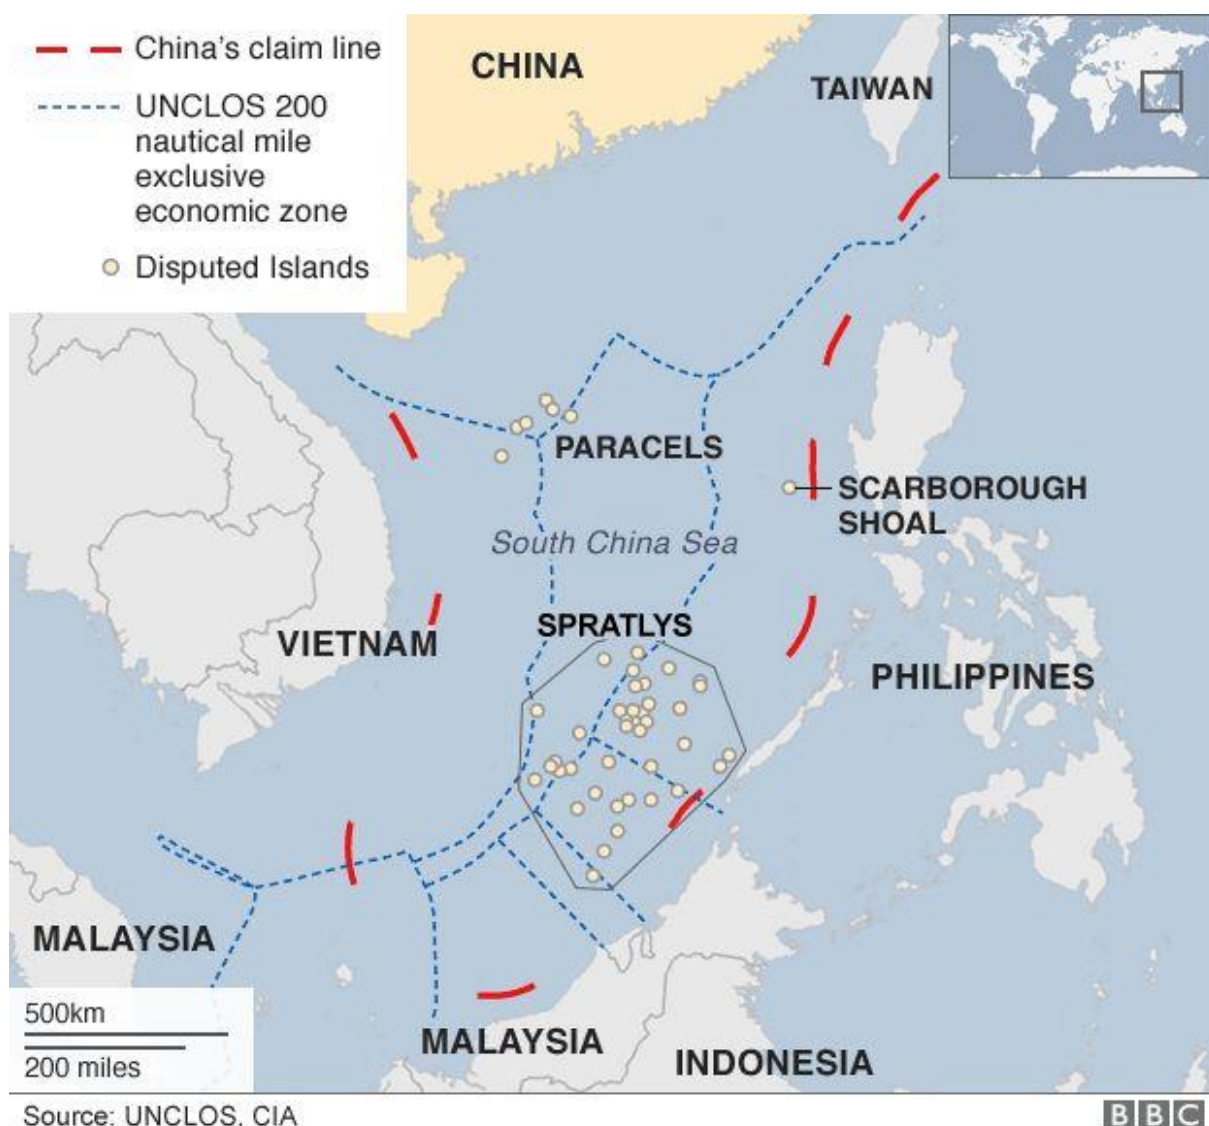 China's claim line
UNCLOS 200
nautical mile
exclusive
economic zone
Disputed Islands
CHINA
TAIWAN
PARACELS
SCARBOROUGH
SHOAL
South China Sea
SPRATLYS
VIETNAM
PHILIPPINES
MALAYSIA
MALAYSIA
INDONESIA
500km
200 miles
Source: UNCLOS, CIA
BBC